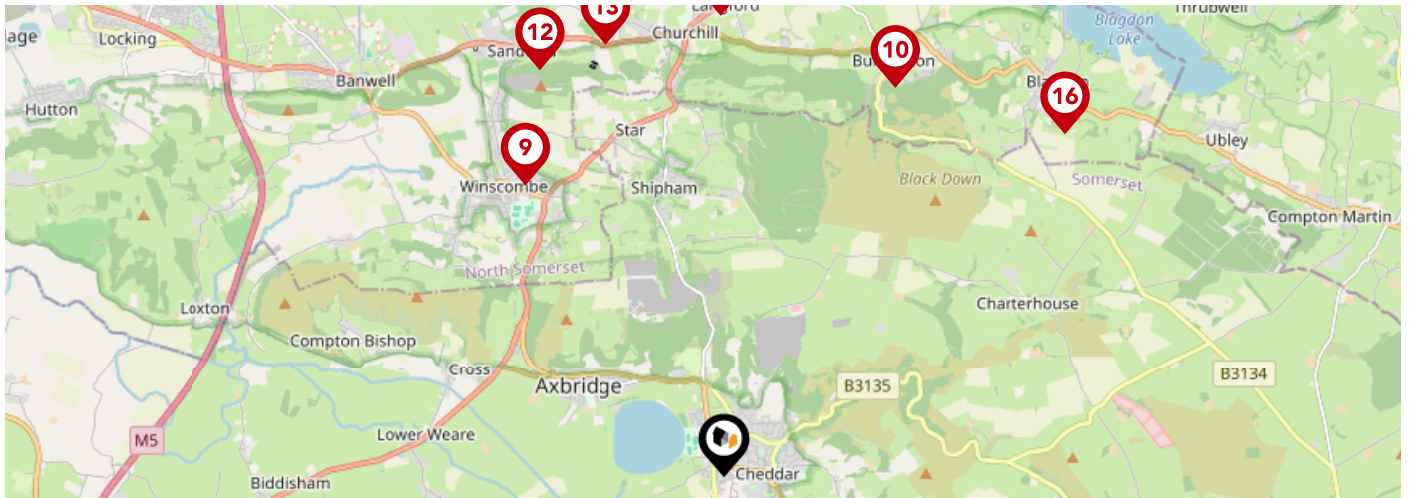 Blagdon
Lake
Locking
12
13
Churchill
10
Banwell
16
Hutton
Star
Ubley
9
Winscombe
Shipham
Black Down
Somerset
Compton Martin
North Somerset
Loxton
Charterhouse
Compton Bishop
Cross
Axbridge
B3135
B3134
M5
Lower Weare
Cheddar
Biddisham